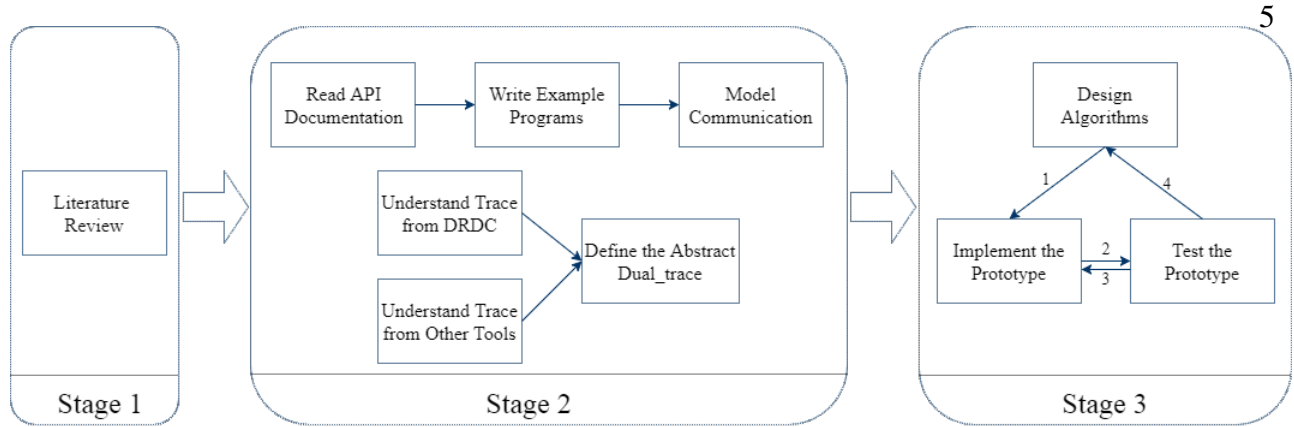 5
Literature
Review
Stage 1
Read API
Documentation
Write Example
Programs
Model
Communication
Understand Trace
from DRDC
Understand Trace
from Other Tools
Define the Abstract
Dual_trace
Stage 2
Design
Algorithms
1
4
Implement the
Prototype
2
3
Test the
Prototype
Stage 3